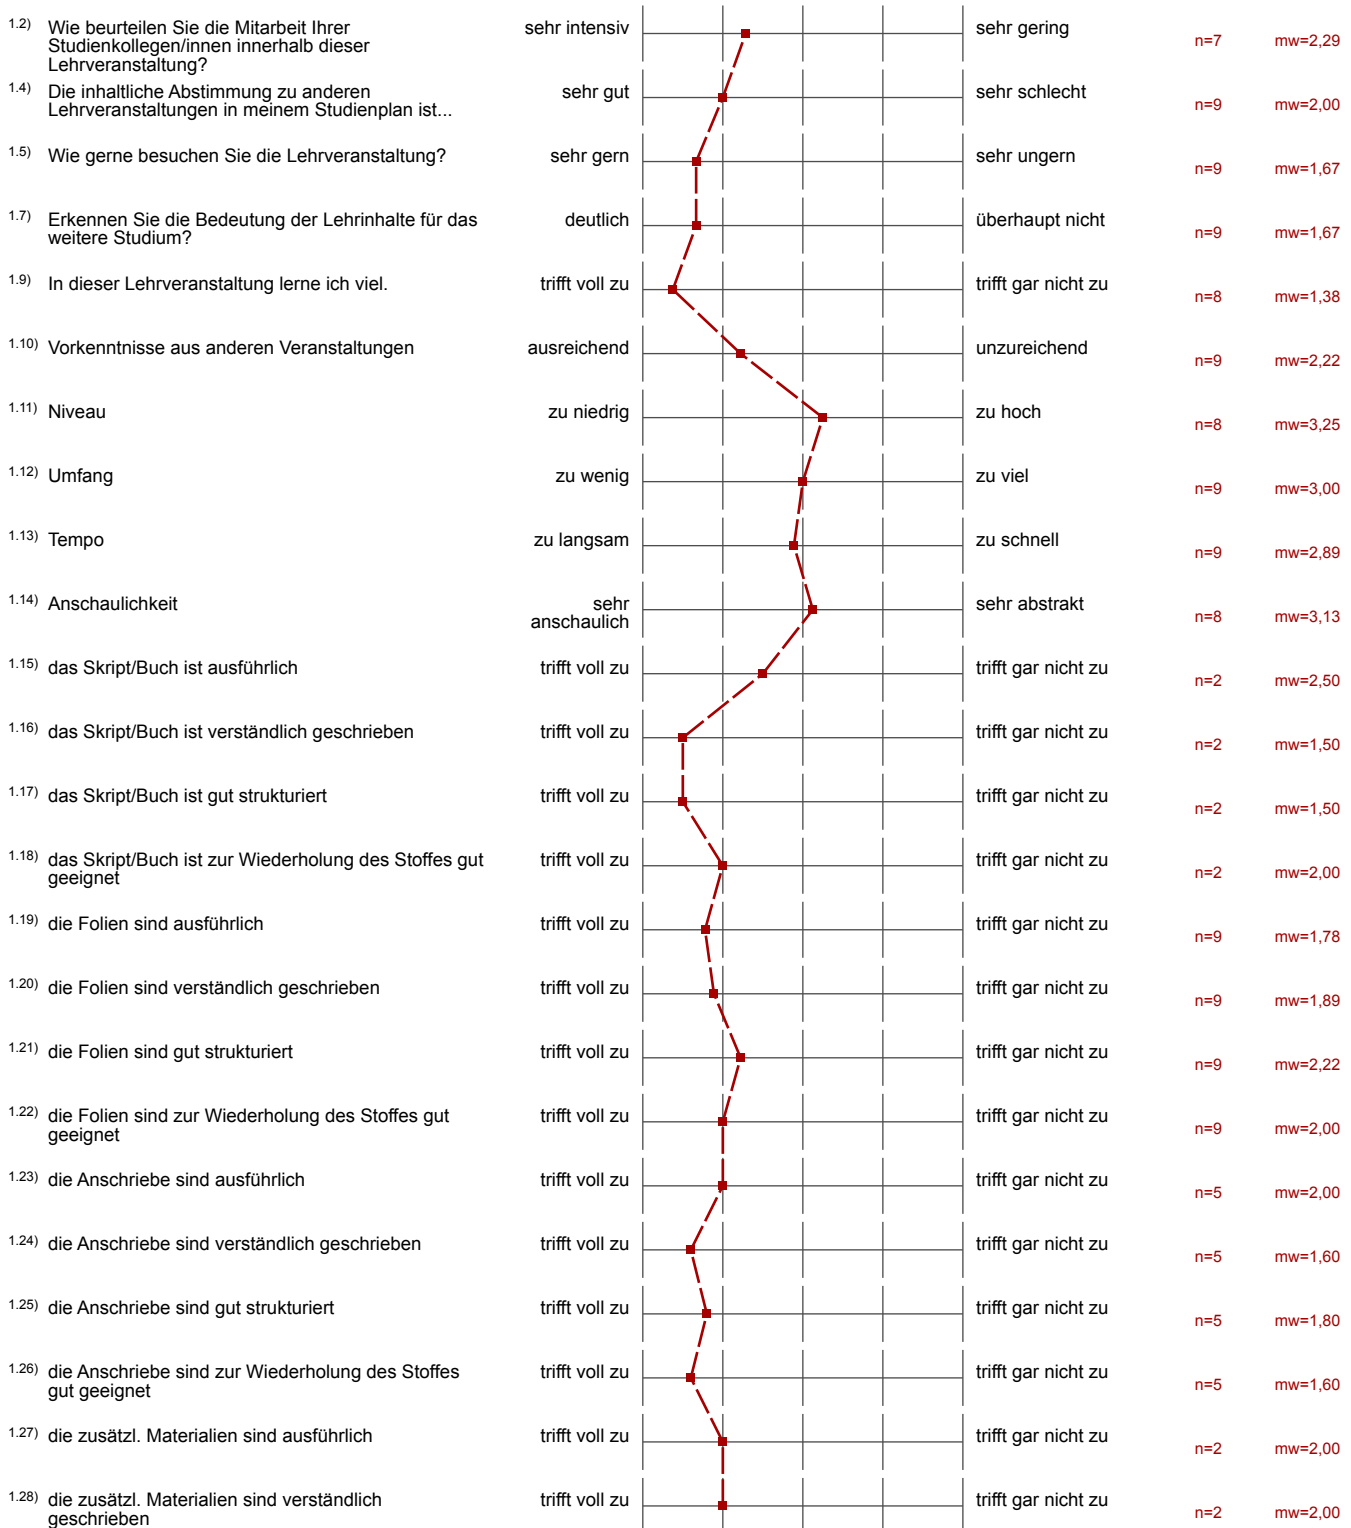 1.2) Wie beurteilen Sie die Mitarbeit Ihrer
Studienkollegen/innen innerhalb dieser
Lehrveranstaltung?
sehr intensiv
sehr gering
n=7 mw=2,29
1.4) Die inhaltliche Abstimmung zu anderen
Lehrveranstaltungen in meinem Studienplan ist...
sehr gut
sehr schlecht
n=9 mw=2,00
1.5) Wie gerne besuchen Sie die Lehrveranstaltung?
sehr gern
sehr ungern
n=9 mw=1,67
1.7) Erkennen Sie die Bedeutung der Lehrinhalte für das
weitere Studium?
deutlich
überhaupt nicht
n=9 mw=1,67
1.9) In dieser Lehrveranstaltung lerne ich viel.
trifft voll zu
trifft gar nicht zu
n=8 mw=1,38
1.10) Vorkenntnisse aus anderen Veranstaltungen
ausreichend
unzureichend
n=9 mw=2,22
1.11) Niveau
zu niedrig
zu hoch
n=8 mw=3,25
1.12) Umfang
zu wenig
zu viel
n=9 mw=3,00
1.13) Tempo
zu langsam
zu schnell
n=9 mw=2,89
1.14) Anschaulichkeit
sehr
anschaulich
sehr abstrakt
n=8 mw=3,13
1.15) das Skript/Buch ist ausführlich
trifft voll zu
trifft gar nicht zu
n=2 mw=2,50
1.16) das Skript/Buch ist verständlich geschrieben
trifft voll zu
trifft gar nicht zu
n=2 mw=1,50
1.17) das Skript/Buch ist gut strukturiert
trifft voll zu
trifft gar nicht zu
n=2 mw=1,50
1.18) das Skript/Buch ist zur Wiederholung des Stoffes gut
geeignet
trifft voll zu
trifft gar nicht zu
n=2 mw=2,00
1.19) die Folien sind ausführlich
trifft voll zu
trifft gar nicht zu
n=9 mw=1,78
1.20) die Folien sind verständlich geschrieben
trifft voll zu
trifft gar nicht zu
n=9 mw=1,89
1.21) die Folien sind gut strukturiert
trifft voll zu
trifft gar nicht zu
n=9 mw=2,22
1.22) die Folien sind zur Wiederholung des Stoffes gut
geeignet
trifft voll zu
trifft gar nicht zu
n=9 mw=2,00
1.23) die Anschriebe sind ausführlich
trifft voll zu
trifft gar nicht zu
n=5 mw=2,00
1.24) die Anschriebe sind verständlich geschrieben
trifft voll zu
trifft gar nicht zu
n=5 mw=1,60
1.25) die Anschriebe sind gut strukturiert
trifft voll zu
trifft gar nicht zu
n=5 mw=1,80
1.26) die Anschriebe sind zur Wiederholung des Stoffes
gut geeignet
trifft voll zu
trifft gar nicht zu
n=5 mw=1,60
1.27) die zusätzl. Materialien sind ausführlich
trifft voll zu
trifft gar nicht zu
n=2 mw=2,00
1.28) die zusätzl. Materialien sind verständlich
geschrieben
trifft voll zu
trifft gar nicht zu
n=2 mw=2,00